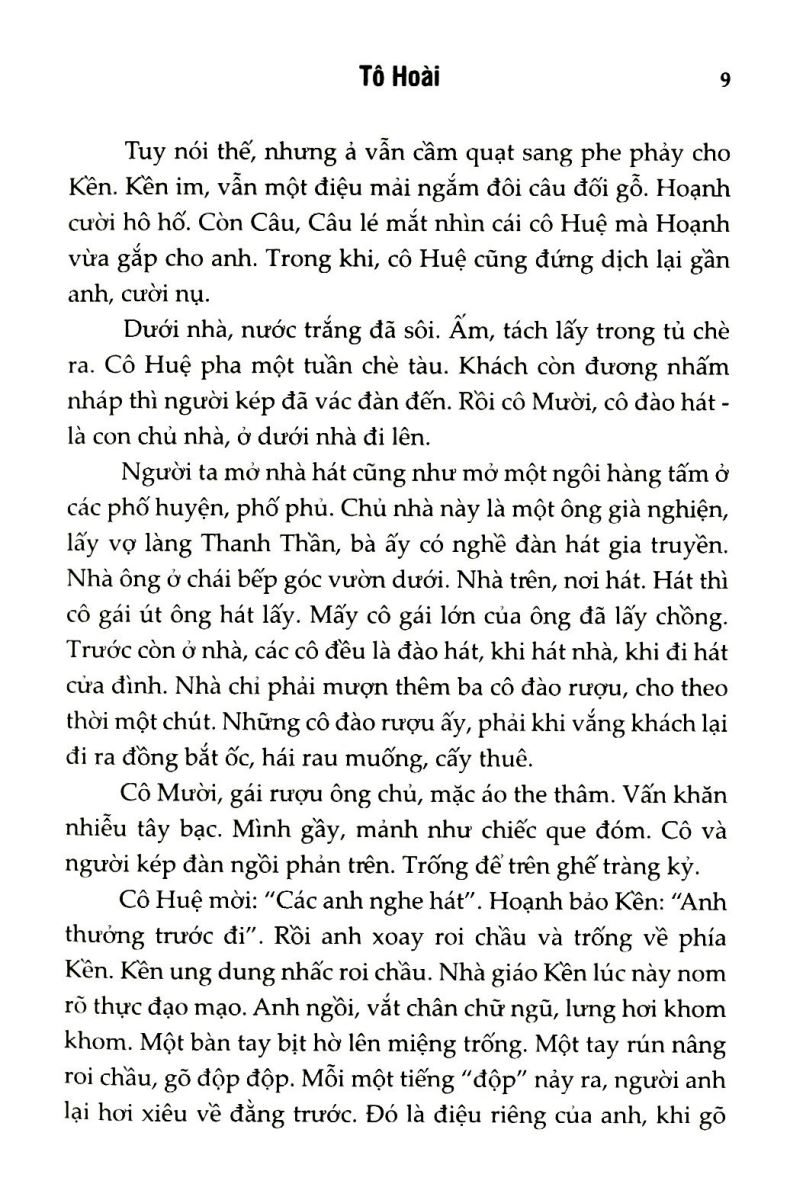 Tô Hoài
9
Tuy nói thế, nhưng ả vẫn cầm quạt sang phe phảy cho
Kền. Kền im, vẫn một điệu mải ngắm đôi câu đối gỗ. Hoạnh
cười hô hố. Còn Câu, Câu lé mắt nhìn cái cô Huệ mà Hoạnh
vừa gắp cho anh. Trong khi, cô Huệ cũng đứng dịch lại gần
anh, cười nụ.
Dưới nhà, nước trắng đã sôi. Ấm, tách lấy trong tủ chè
ra. Cô Huệ pha một tuần chè tàu. Khách còn đương nhấm
nháp thì người kép đã vác đàn đến. Rồi cô Mười, cô đào hát -
là con chủ nhà, ở dưới nhà đi lên.
Người ta mở nhà hát cũng như mở một ngôi hàng tấm ở
các phố huyện, phố phủ. Chủ nhà này là một ông già nghiện,
lấy vợ làng Thanh Thần, bà ấy có nghề đàn hát gia truyền.
Nhà ông ở chái bếp góc vườn dưới. Nhà trên, nơi hát. Hát thì
cô gái út ông hát lấy. Mấy cô gái lớn của ông đã lấy chồng.
Trước còn ở nhà, các cô đều là đào hát, khi hát nhà, khi đi hát
cửa đình. Nhà chỉ phải mượn thêm ba cô đào rượu, cho theo
thời một chút. Những cô đào rượu ấy, phải khi vắng khách lại
đi ra đồng bắt ốc, hái rau muống, cấy thuê.
Cô Mười, gái rượu ông chủ, mặc áo the thâm. Vấn khăn
nhiễu tây bạc. Mình gầy, mảnh như chiếc que đóm. Cô và
người kép đàn ngồi phản trên. Trống để trên ghế tràng kỷ.
Cô Huệ mời: “Các anh nghe hát”. Hoạnh bảo Kền: “Anh
thưởng trước đi”. Rồi anh xoay roi chầu và trống về phía
Kền. Kền ung dung nhấc roi chầu. Nhà giáo Kền lúc này nom
rõ thực đạo mạo. Anh ngồi, vắt chân chữ ngũ, lưng hơi khom
khom. Một bàn tay bịt hờ lên miệng trống. Một tay rún nâng
roi chầu, gõ độp độp. Mỗi một tiếng “độp” nảy ra, người anh
lại hơi xiêu về đằng trước. Đó là điệu riêng của anh, khi gõ